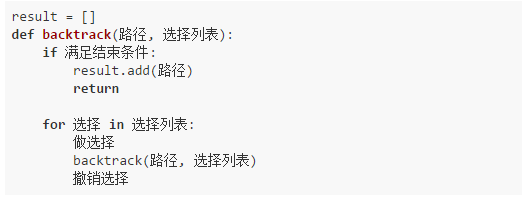 result = []
def backtrack(路径, 选择列表):
    if 满足结束条件:
        result.add(路径)
        return

    for 选择 in 选择列表:
        做选择
        backtrack(路径, 选择列表)
        撤销选择